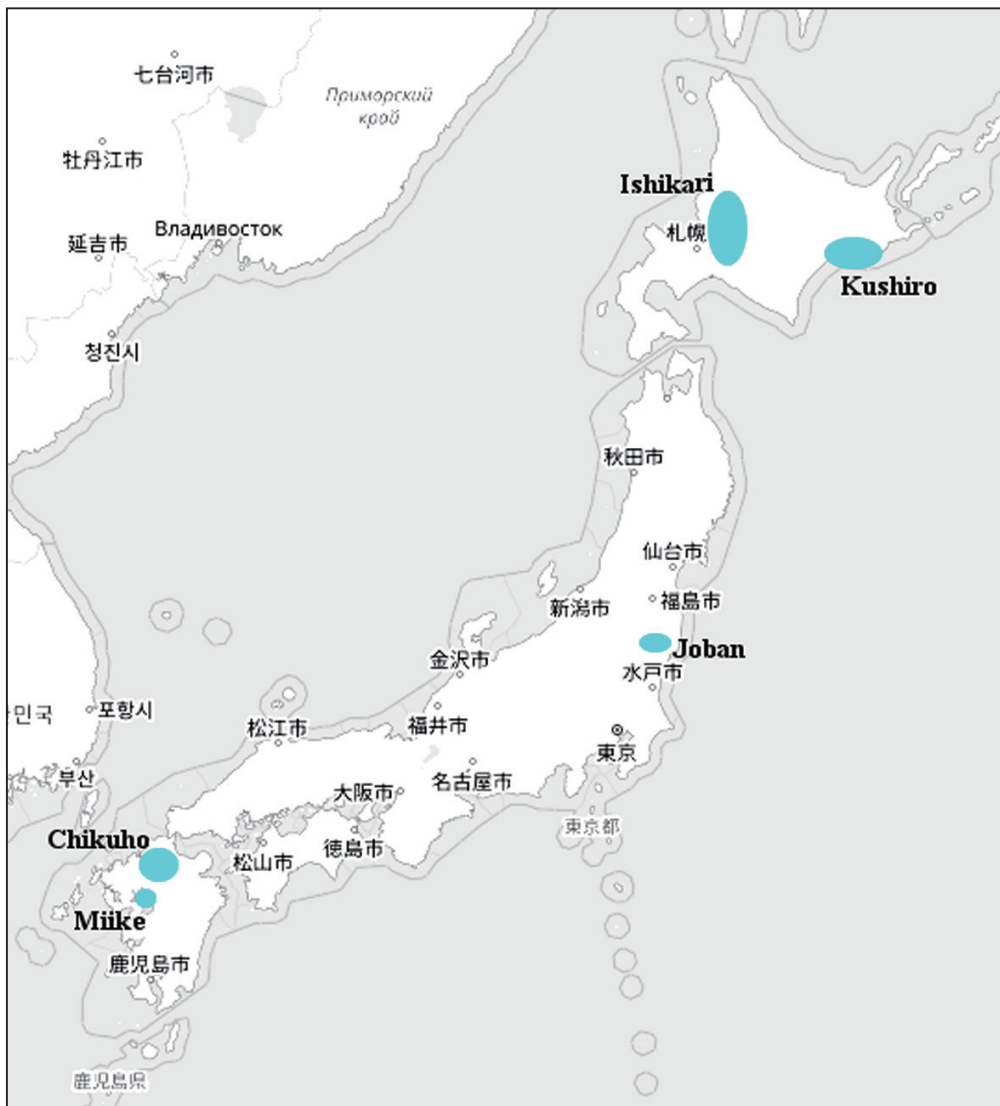 七台河市
Приморский
край
牡丹江市
Ishikari
延吉市
Владивосток
札幌
Kushiro
청진시
秋田市
仙台市
新潟市
福島市
Joban
金沢市
水戸市
민국
포항시
松江市
福井市
東京
부산
名古屋市
大阪市
東京都
Chikuho
徳島市
松山市
Miike
鹿児島市
鹿児島県